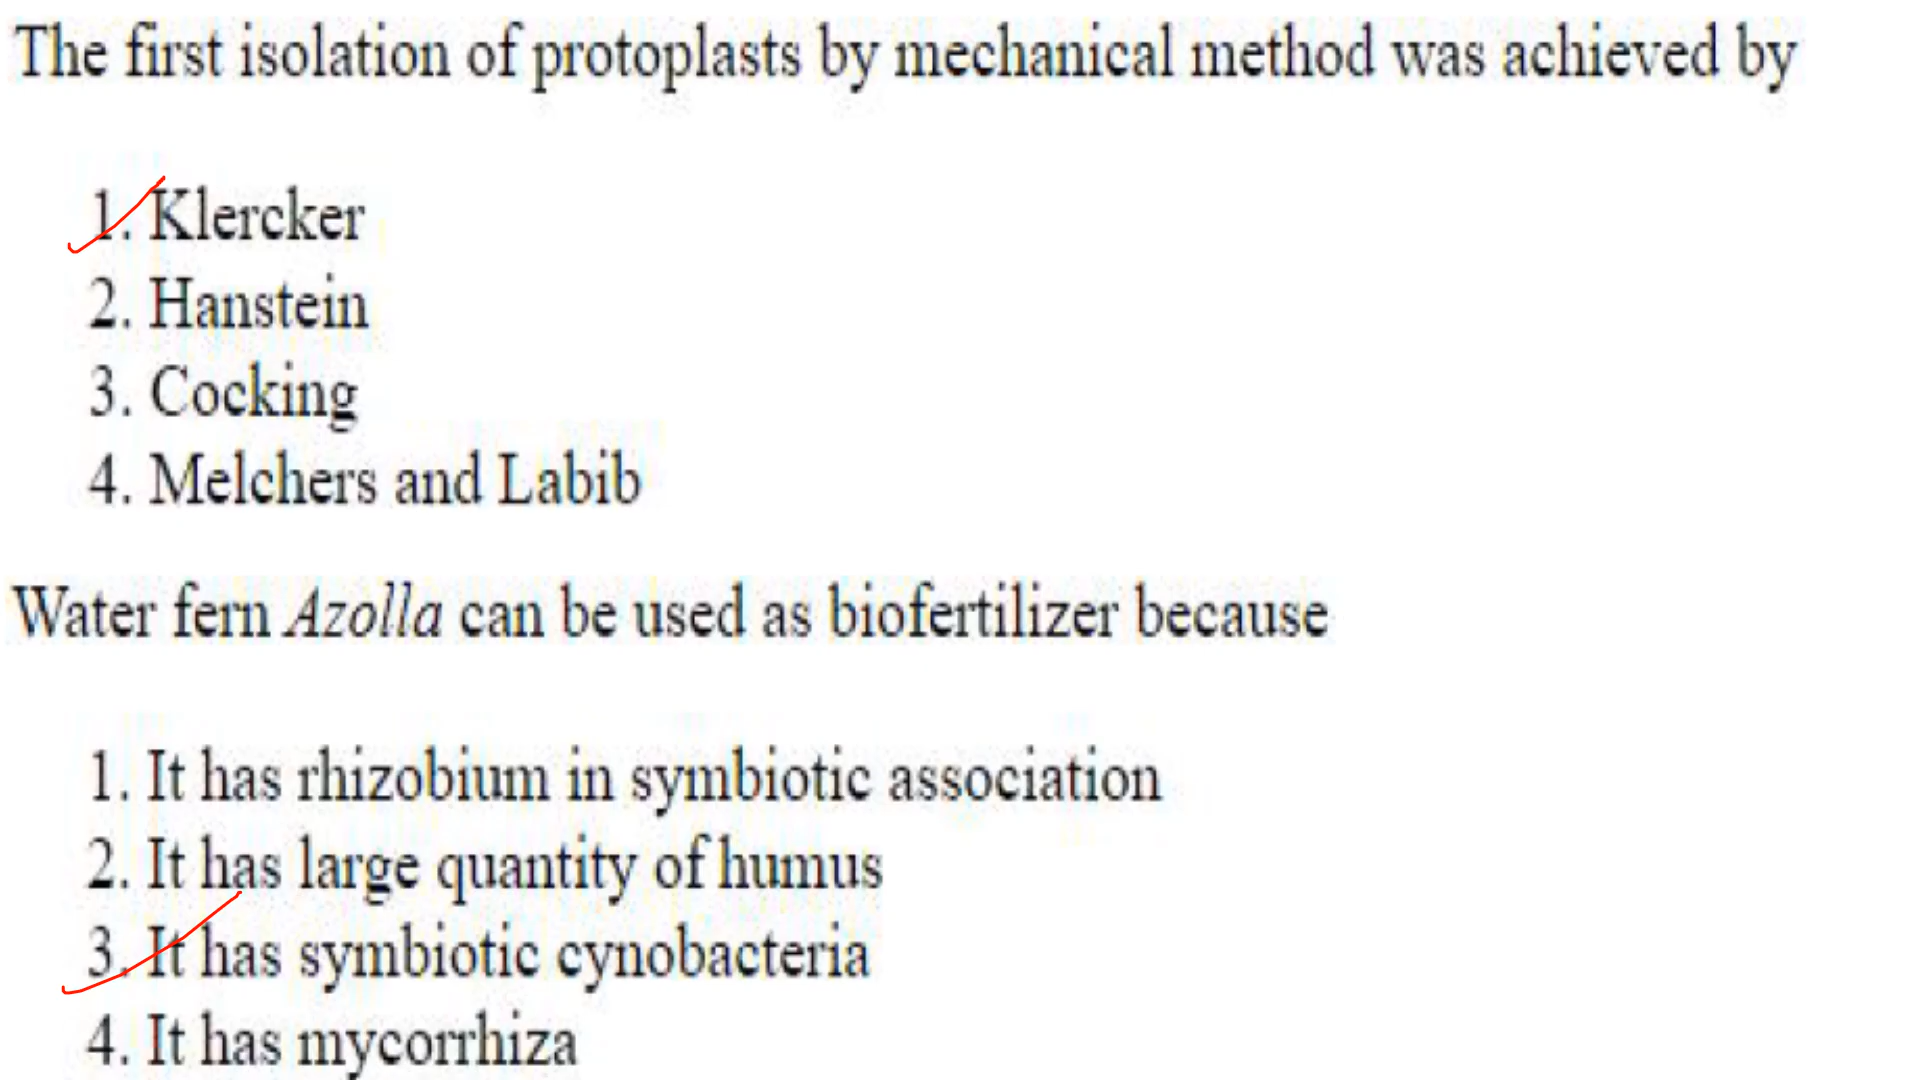 The first isolation of protoplasts by mechanical method was achieved by
1. Klercker
2. Hanstein
3. Cocking
4. Melchers and Labib
Water fern Azolla can be used as biofertilizer because
1. It has rhizobium in symbiotic association
2. It has large quantity of humus
3. It has symbiotic cynobacteria
4. It has mycorrhiza